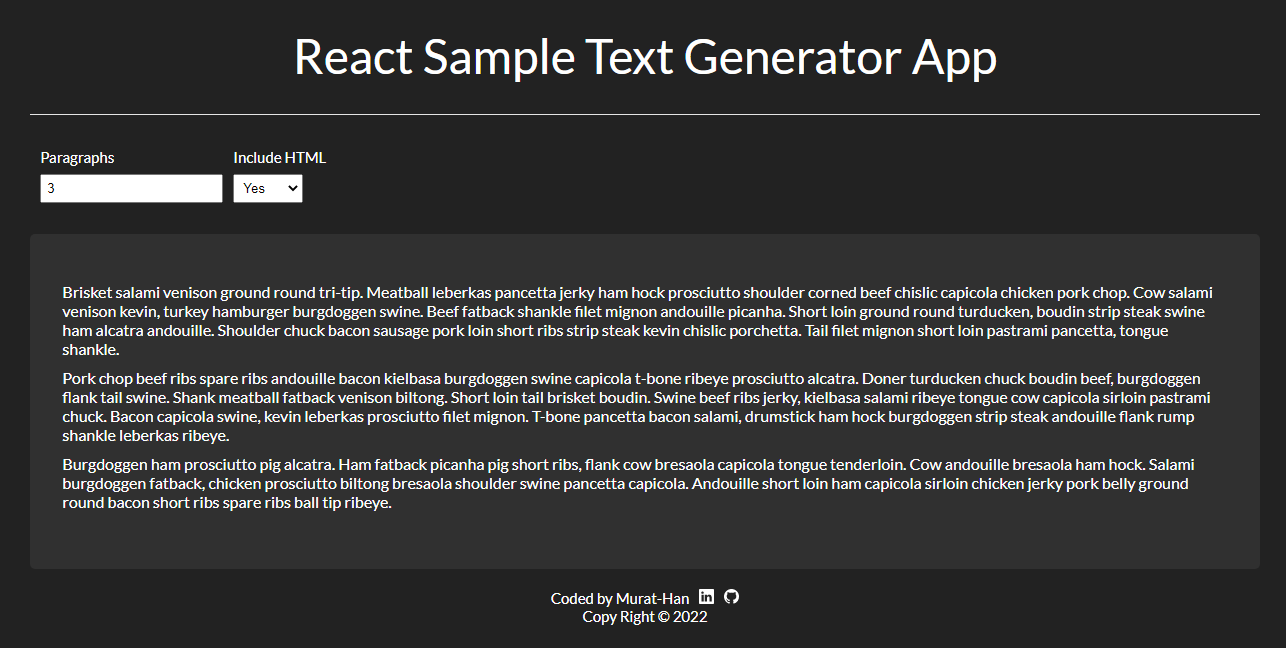 React Sample Text Generator App
Paragraphs
Include HTML
3
Yes
Brisket salami venison ground round tri-tip. Meatball leberkas pancetta jerky ham hock prosciutto shoulder corned beef chislic capicola chicken pork chop. Cow salami
venison kevin, turkey hamburger burgdoggen swine. Beef fatback shankle filet mignon andouille picanha. Short loin ground round turducken, boudin strip steak swine
ham alcatra andouille. Shoulder chuck bacon sausage pork loin short ribs strip steak kevin chislic porchetta. Tail filet mignon short loin pastrami pancetta, tongue
shankle.
Pork chop beef ribs spare ribs andouille bacon kielbasa burgdoggen swine capicola t-bone ribeye prosciutto alcatra. Doner turducken chuck boudin beef, burgdoggen
flank tail swine. Shank meatball fatback venison biltong. Short loin tail brisket boudin. Swine beef ribs jerky, kielbasa salami ribeye tongue cow capicola sirloin pastrami
chuck. Bacon capicola swine, kevin leberkas prosciutto filet mignon. T-bone pancetta bacon salami, drumstick ham hock burgdoggen strip steak andouille flank rump
shankle leberkas ribeye.
Burgdoggen ham prosciutto pig alcatra. Ham fatback picanha pig short ribs, flank cow bresaola capicola tongue tenderloin. Cow andouille bresaola ham hock. Salami
burgdoggen fatback, chicken prosciutto biltong bresaola shoulder swine pancetta capicola. Andouille short loin ham capicola sirloin chicken jerky pork belly ground
round bacon short ribs spare ribs ball tip ribeye.
Coded by Murat-Han in
Copy Right © 2022